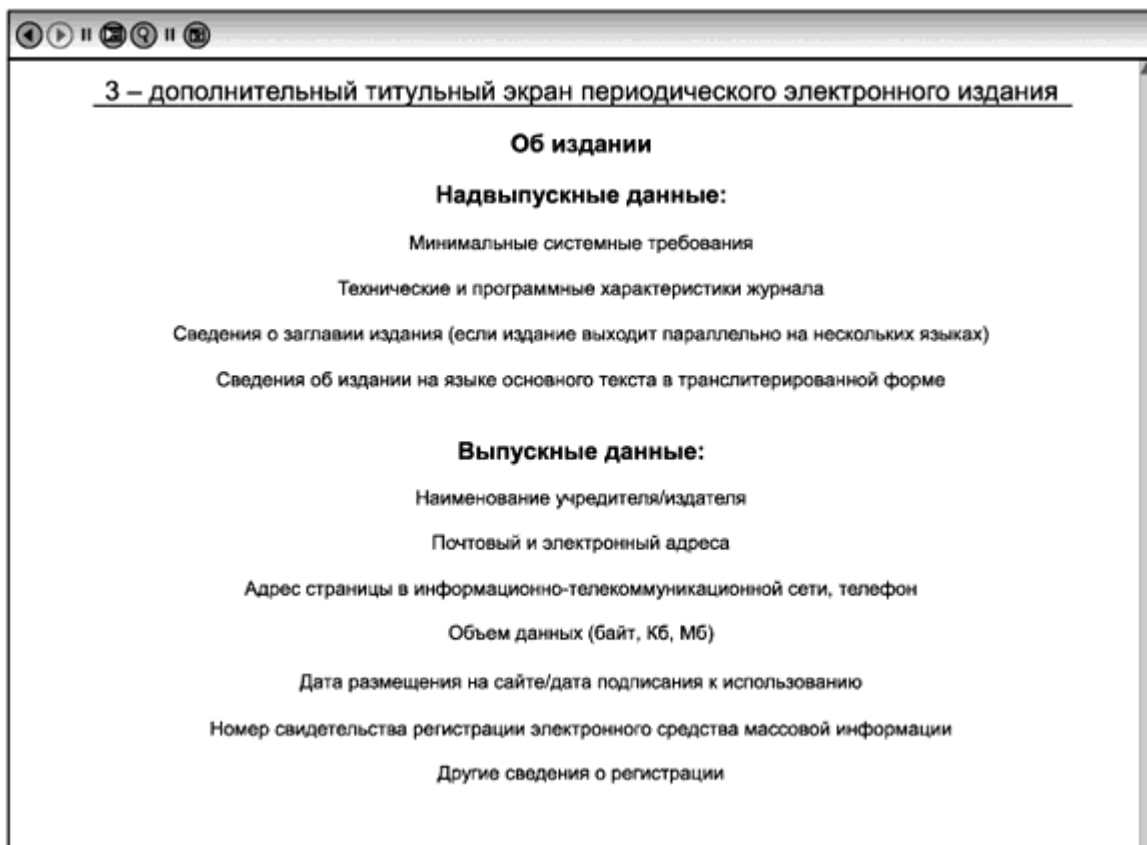 3 – дополнительный титульный экран периодического электронного издания
Об издании
Надвыпускные данные:
Минимальные системные требования
Технические и программные характеристики журнала
Сведения о заглавии издания (если издание выходит параллельно на нескольких языках)
Сведения об издании на языке основного текста в транслитерированной форме
Выпускные данные:
Наименование учредителя/издателя
Почтовый и электронный адреса
Адрес страницы в информационно-телекоммуникационной сети, телефон
Объем данных (байт, Кб, Мб)
Дата размещения на сайте/дата подписания к использованию
Номер свидетельства регистрации электронного средства массовой информации
Другие сведения о регистрации